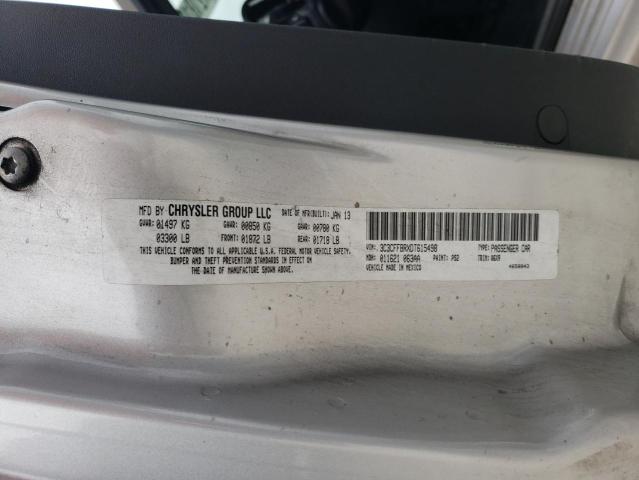 MFD BY CHRYSLER GROUP LLC DATE OF MFR(BUILT): JAN 13
GVWR: 01497 KG GAWR: 00850 KG GAWR: 00780 KG
03300 LB FRONT: 01872 LB REAR: 01718 LB
THIS VEHICLE CONFORMS TO ALL APPLICABLE U.S.A. FEDERAL MOTOR VEHICLE SAFETY,
BUMPER AND THEFT PREVENTION STANDARDS IN EFFECT ON
THE DATE OF MANUFACTURE SHOWN ABOVE.
VIN: 3C3CFFBRXDT615498 TYPE: PASSENGER CAR
MDH: 011621 063AA PAINT: PS2 TRIM: A6X9
VEHICLE MADE IN MEXICO